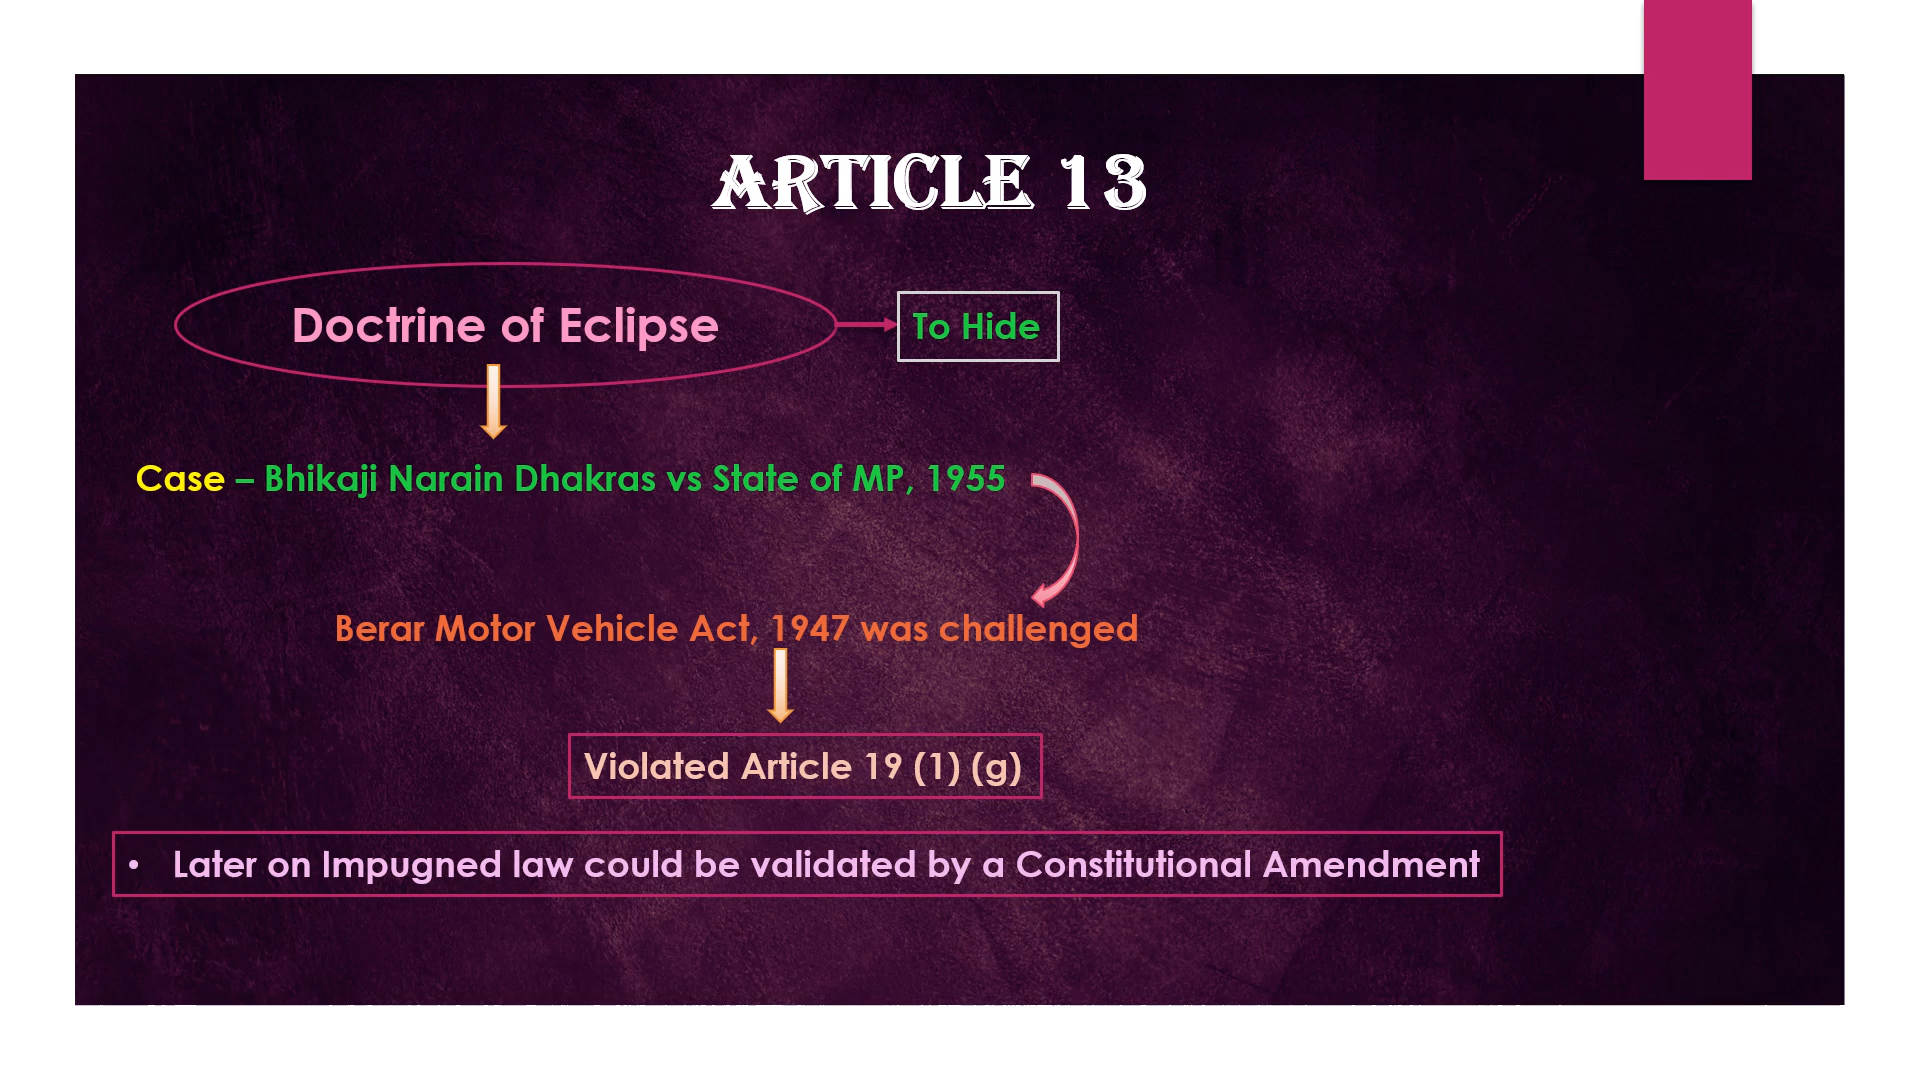 ARTICLE 13
Doctrine of Eclipse
To Hide
Case – Bhikaji Narain Dhakras vs State of MP, 1955
Berar Motor Vehicle Act, 1947 was challenged
Violated Article 19 (1) (g)
• Later on Impugned law could be validated by a Constitutional Amendment